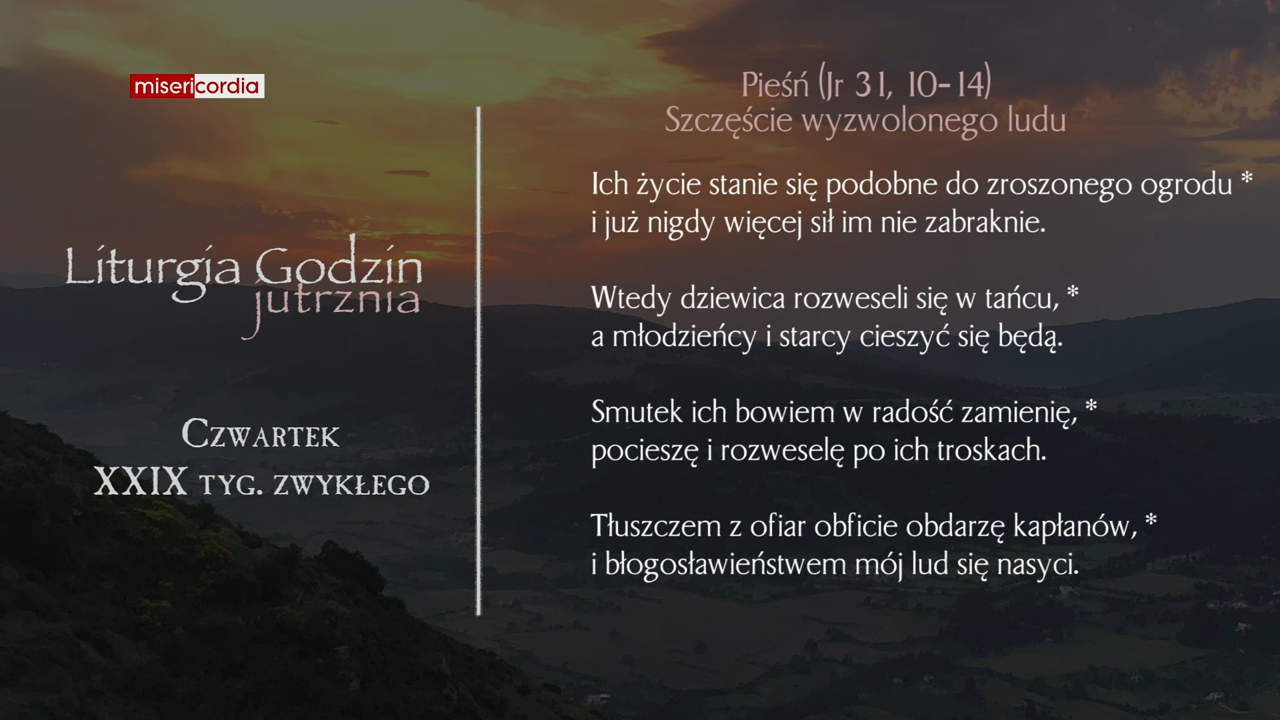 misericordia
Liturgia Godzin
jutrznia
Czwartek
XXIX tyg. zwykłego
Pieśń (Jr 31, 10-14)
Szczęście wyzwolonego ludu
Ich życie stanie się podobne do zroszonego ogrodu *
i już nigdy więcej sił im nie zabraknie.
Wtedy dziewica rozweseli się w tańcu, *
a młodzieńcy i starcy cieszyć się będą.
Smutek ich bowiem w radość zamienię, *
pocieszę i rozweselę po ich troskach.
Tłuszczem z ofiar obficie obdarzę kapłanów, *
i błogosławieństwem mój lud się nasyci.